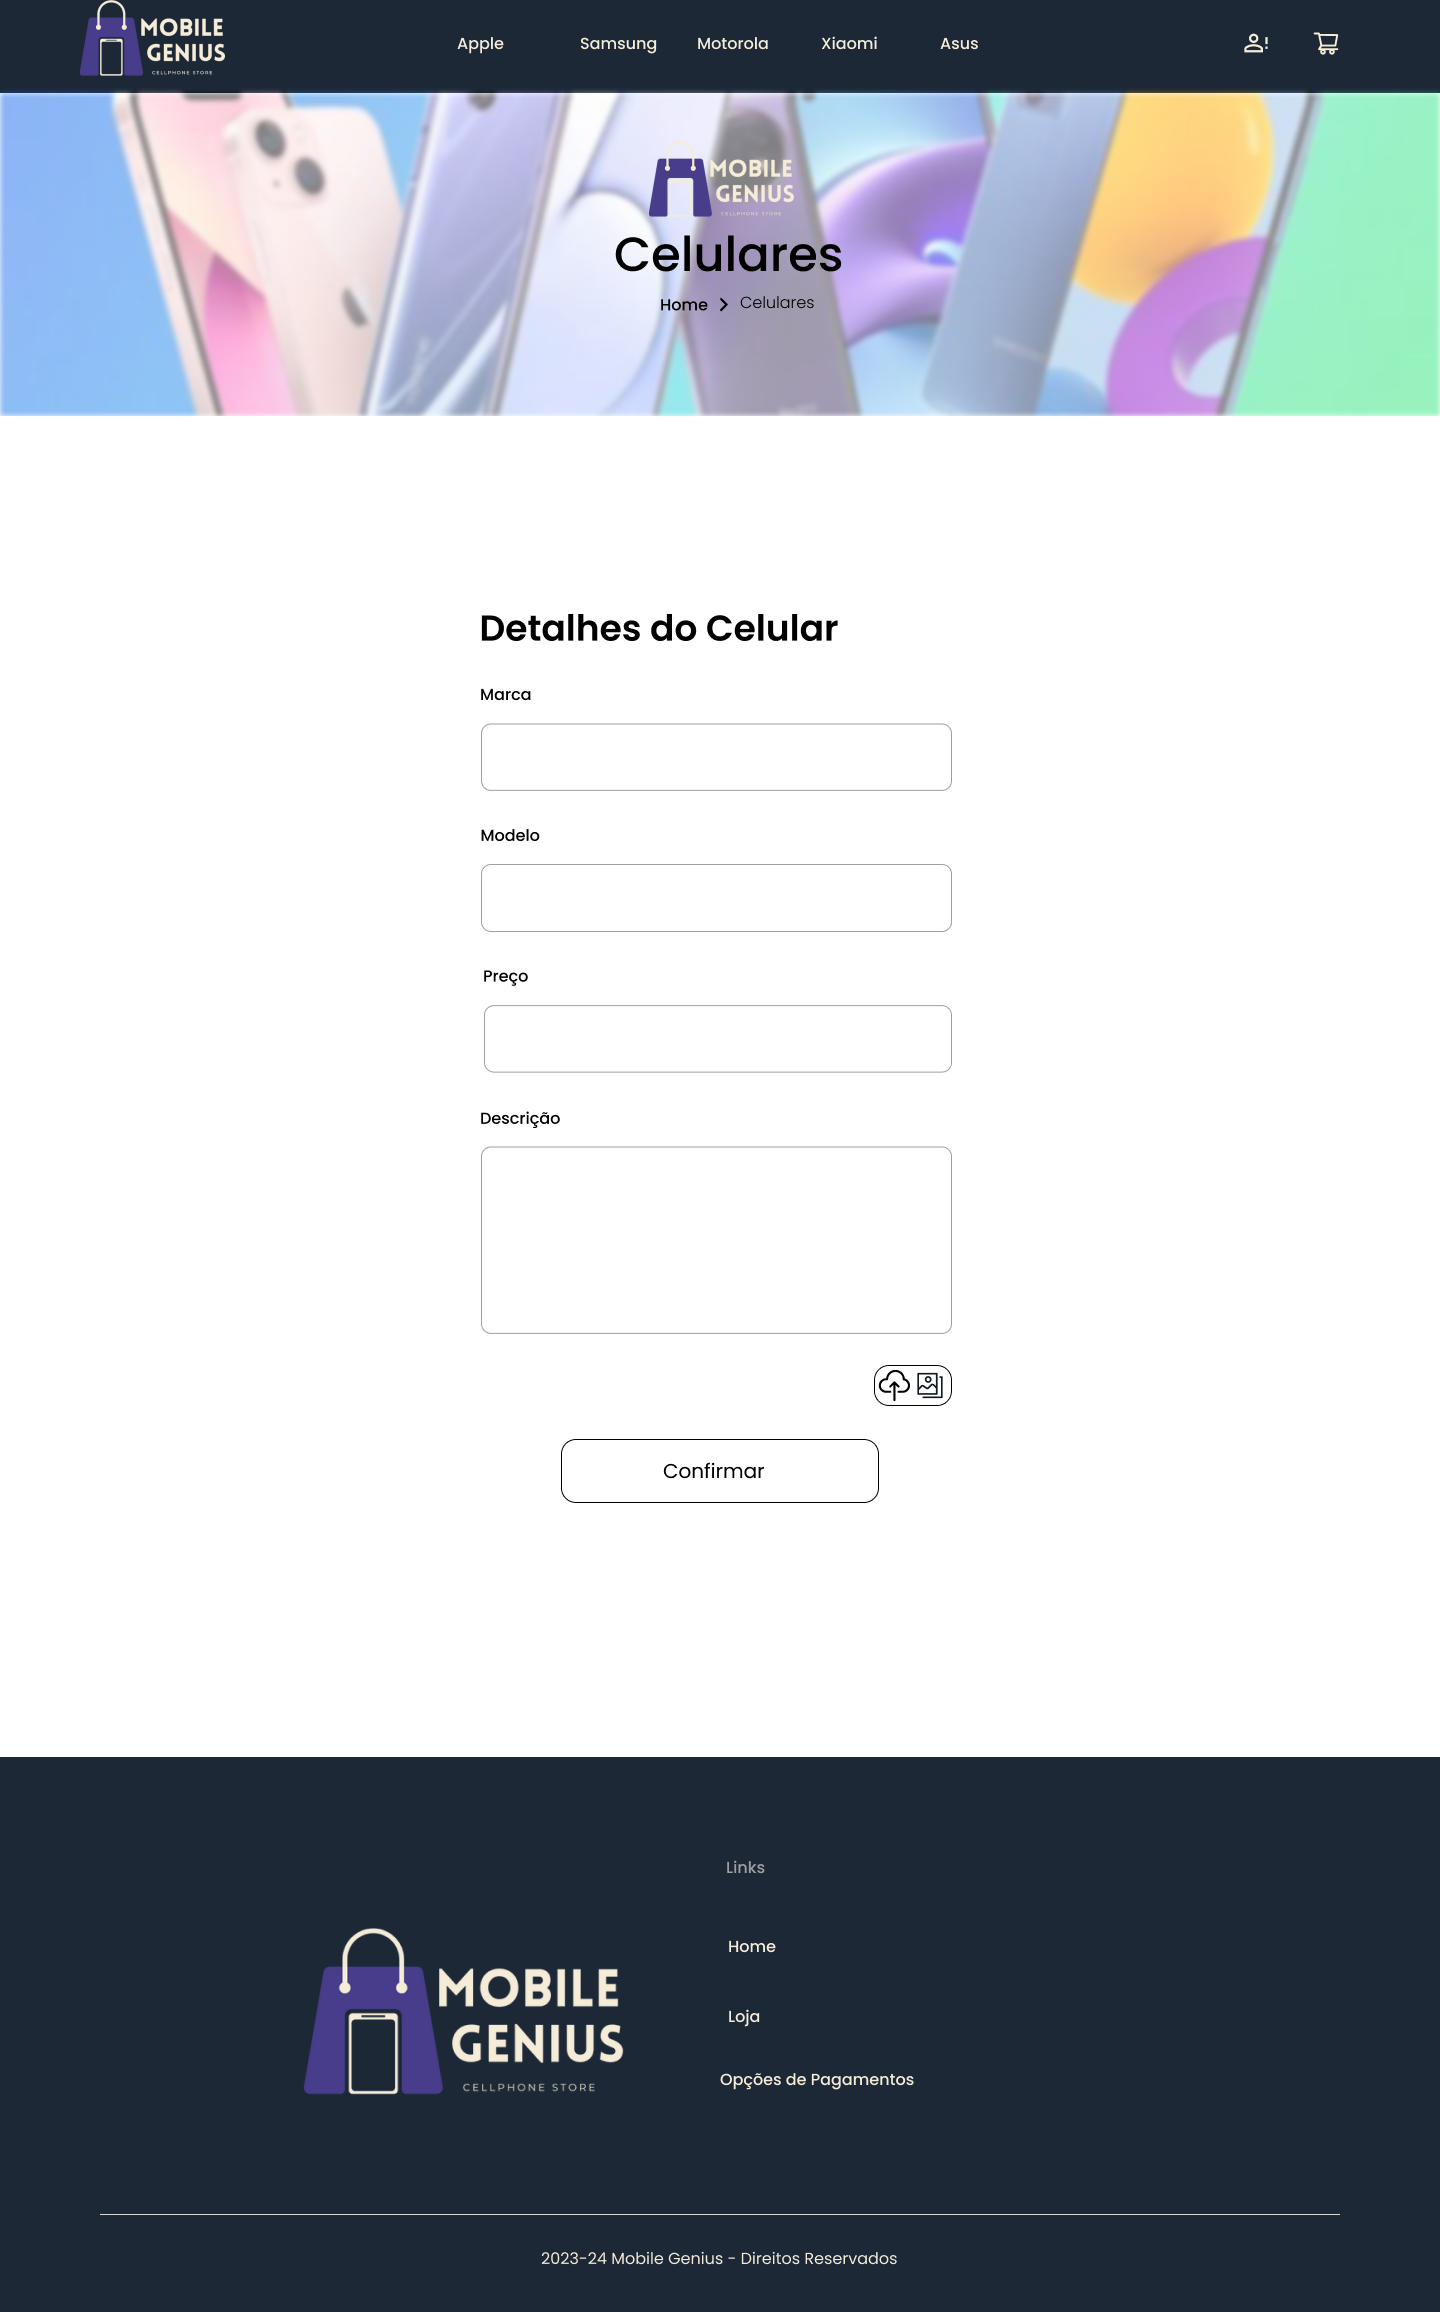 MOBILE
GENIUS
CELLPHONE STORE
Apple Samsung Motorola Xiaomi Asus
MOBILE
GENIUS
CELLPHONE STORE
Celulares
Home > Celulares
Detalhes do Celular
Marca
Modelo
Preço
Descrição
Confirmar
Links
Home
MOBILE
GENIUS
CELLPHONE STORE
Loja
Opções de Pagamentos
2023-24 Mobile Genius - Direitos Reservados